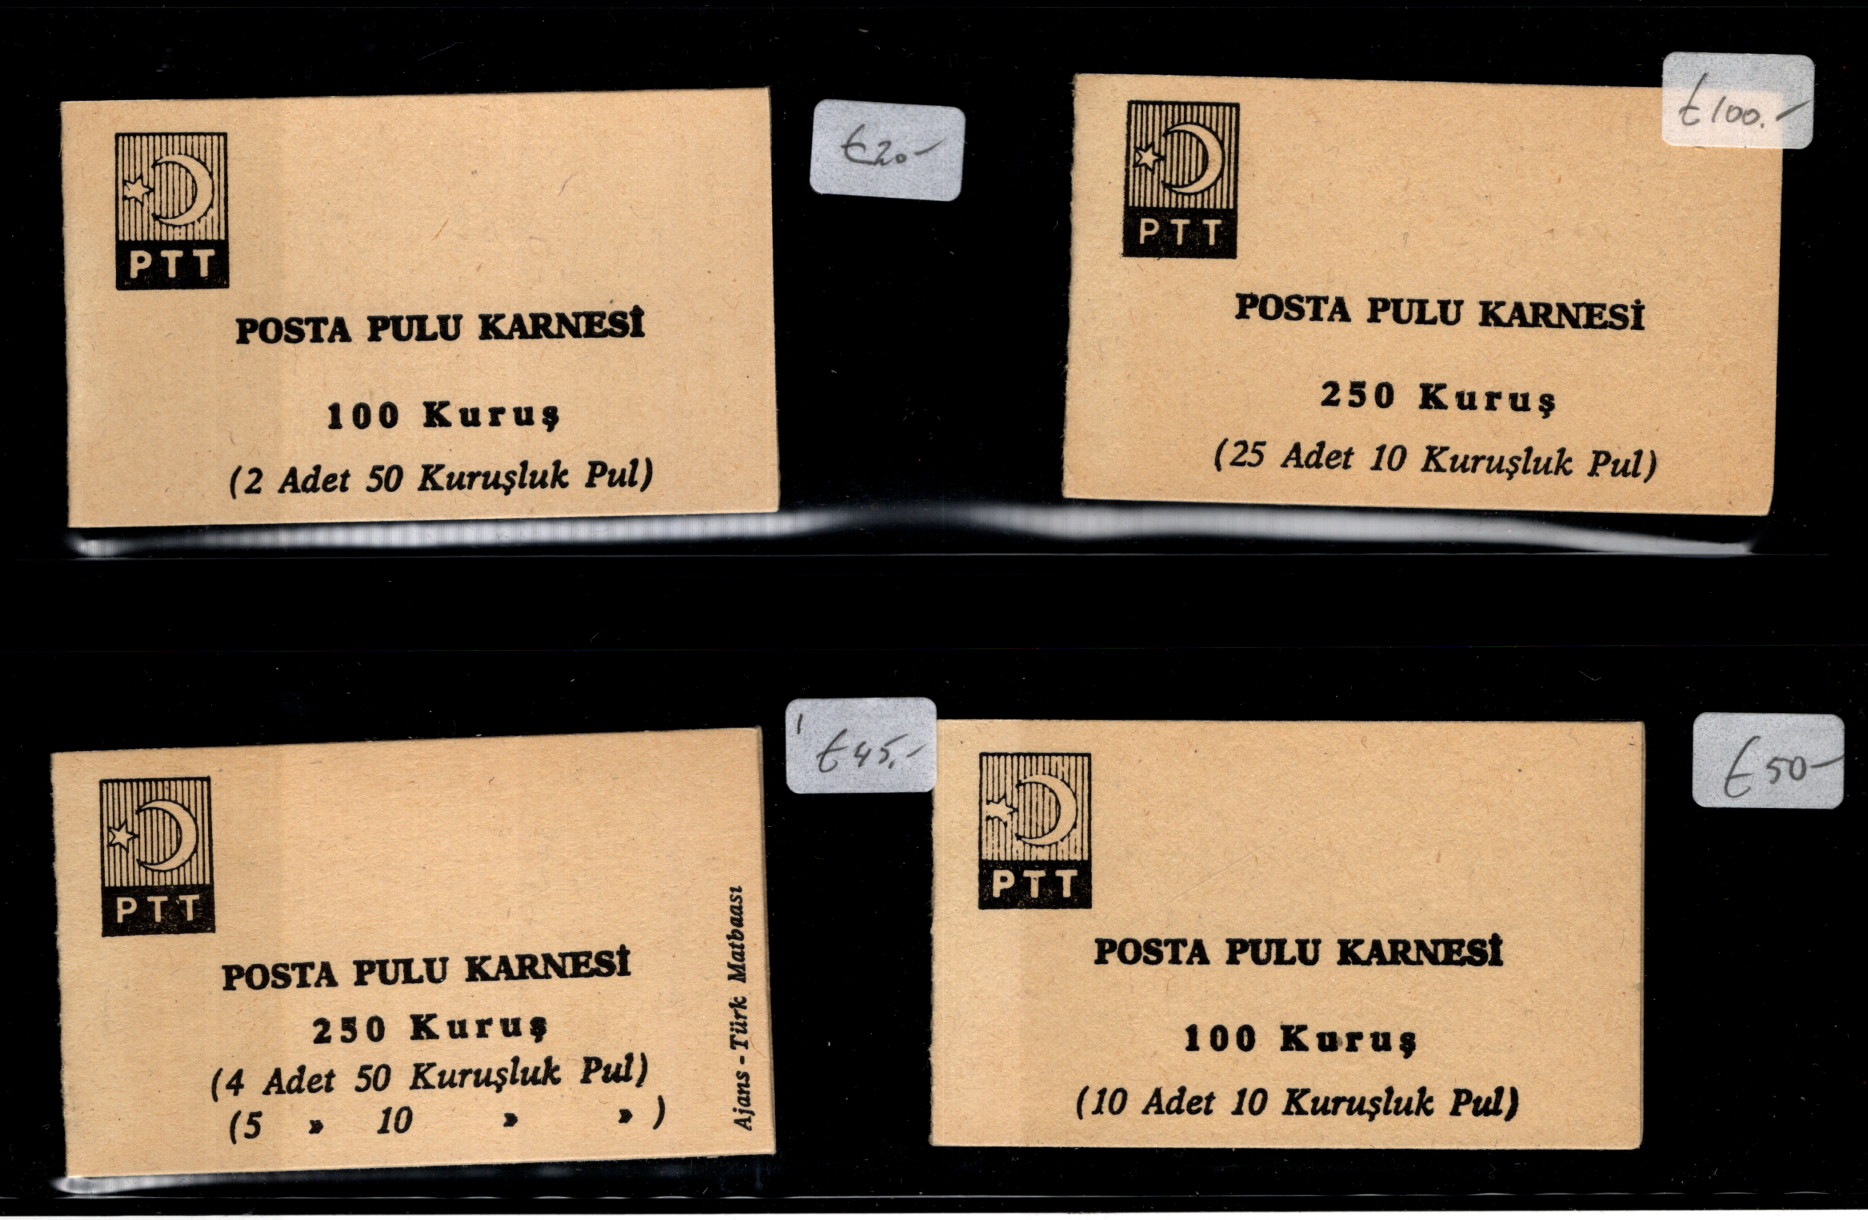 PTT
POSTA PULU KARNESİ
100 Kuruş
(2 Adet 50 Kuruşluk Pul)
€20-
PTT
POSTA PULU KARNESİ
250 Kuruş
(25 Adet 10 Kuruşluk Pul)
€100.-
PTT
POSTA PULU KARNESİ
250 Kuruş
(4 Adet 50 Kuruşluk Pul)
(5 » 10 » » )
Ajans - Türk Matbaası
€45.-
PTT
POSTA PULU KARNESİ
100 Kuruş
(10 Adet 10 Kuruşluk Pul)
€50-